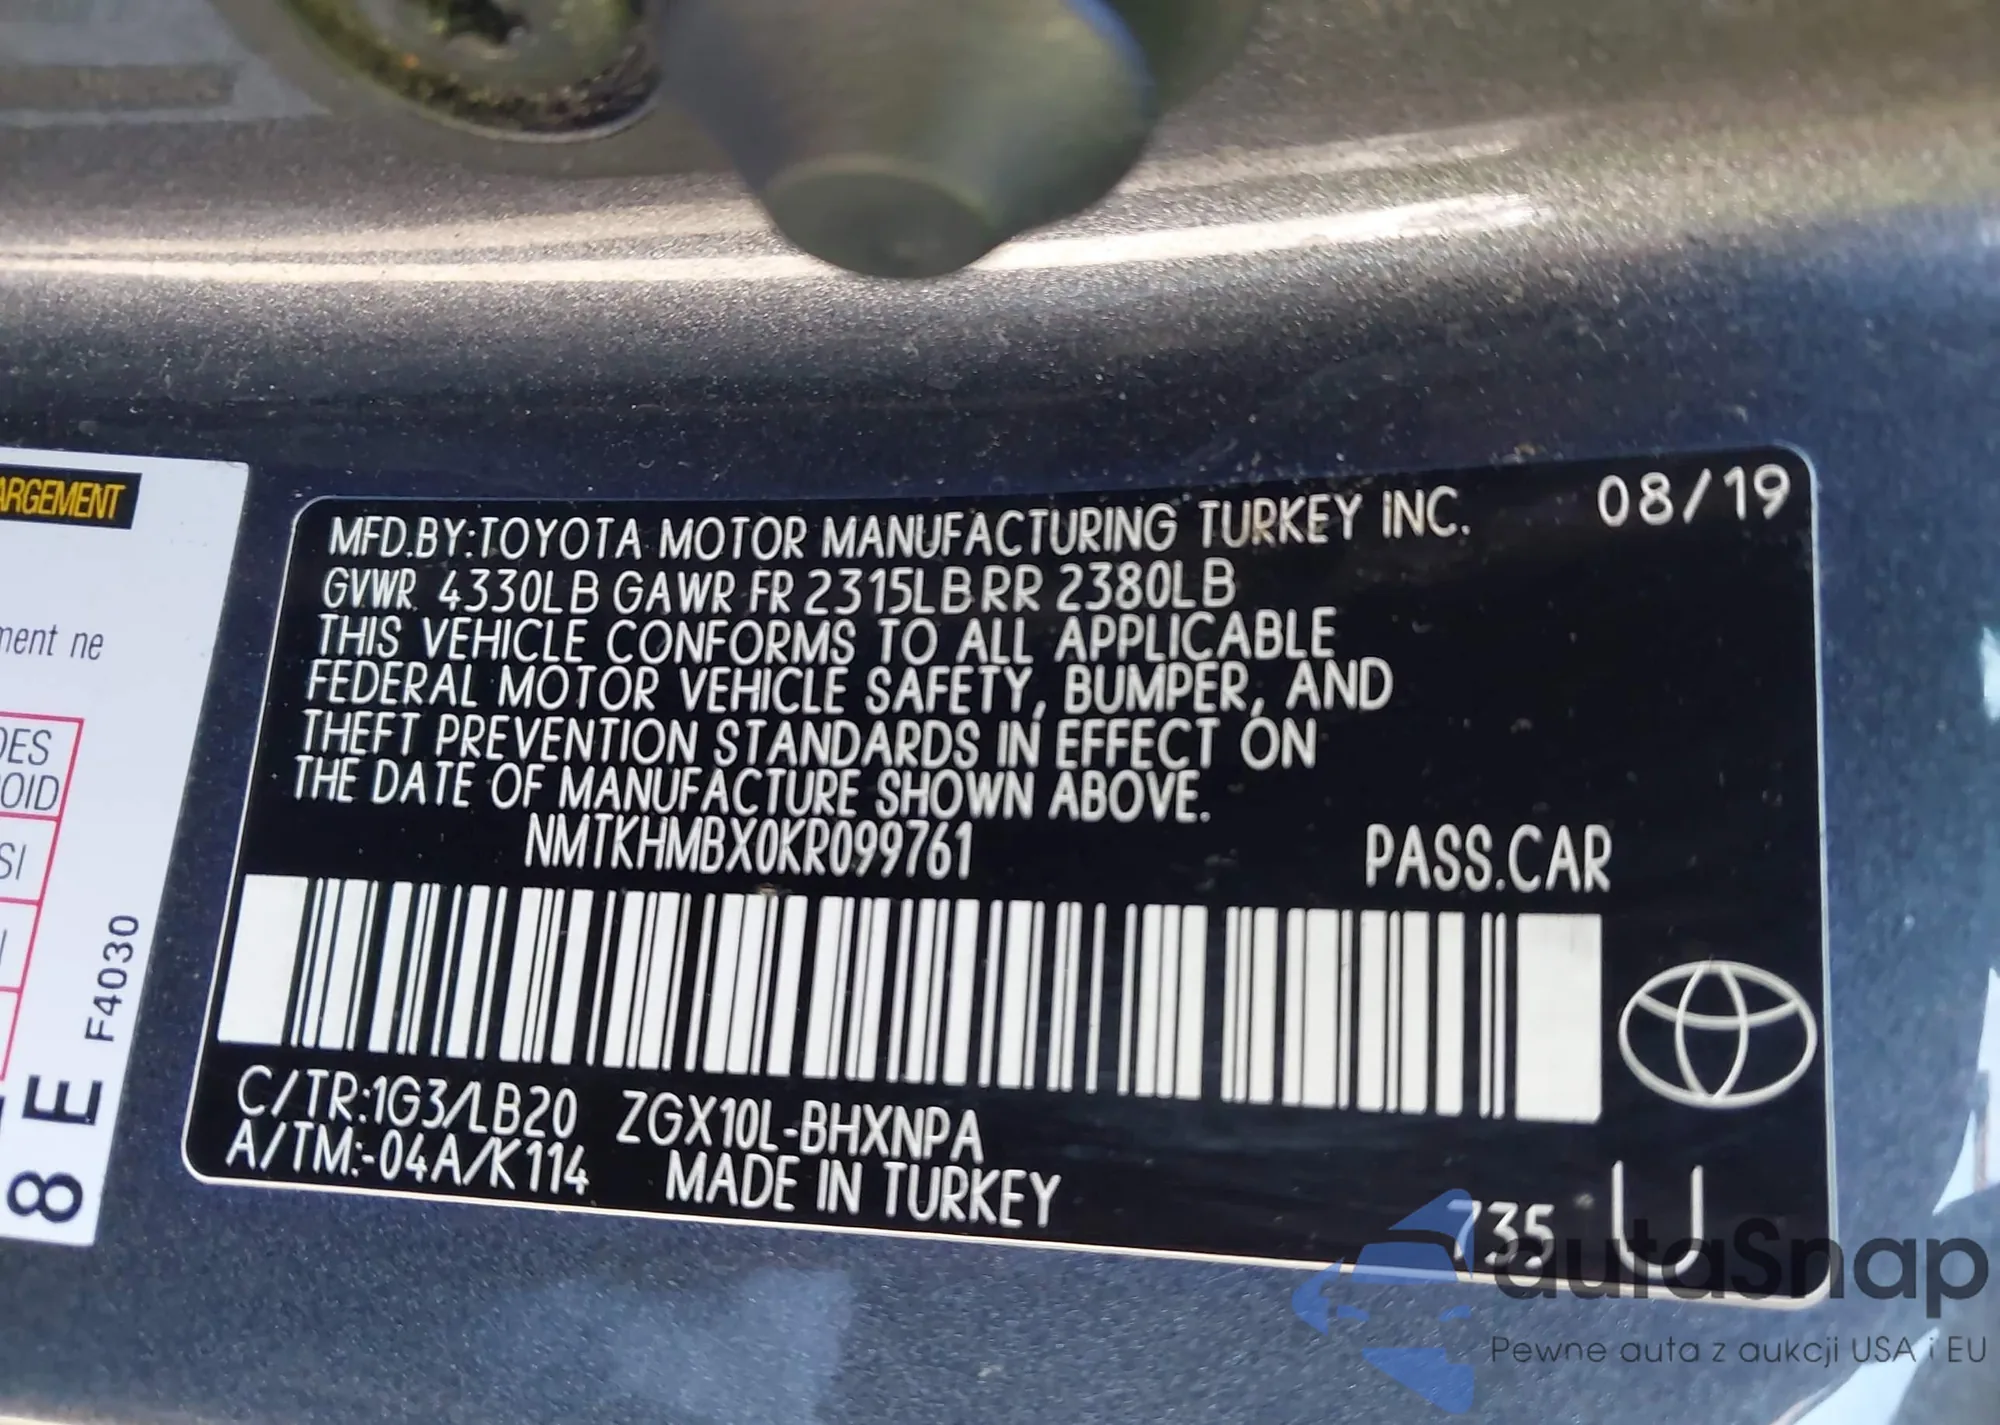 ARGEMENT
ment ne
DES
OID
SI
8 E F4030
MFD.BY:TOYOTA MOTOR MANUFACTURING TURKEY INC. 08/19
GVWR 4330LB GAWR FR 2315LB RR 2380LB
THIS VEHICLE CONFORMS TO ALL APPLICABLE
FEDERAL MOTOR VEHICLE SAFETY, BUMPER, AND
THEFT PREVENTION STANDARDS IN EFFECT ON
THE DATE OF MANUFACTURE SHOWN ABOVE.
NMTKHMBX0KR099761 PASS.CAR
C/TR:1G3/LB20 ZGX10L-BHXNPA
A/TM:-04A/K114 MADE IN TURKEY
735 U
autaSnap
Pewne auta z aukcji USA i EU